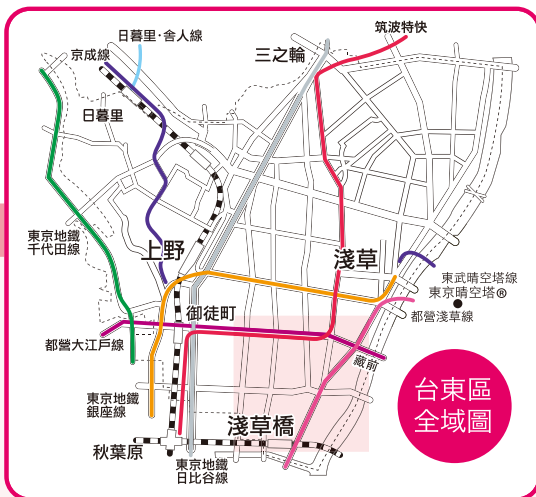 日暮里·舎人線
京成線
三之輪
筑波特快
日暮里
東京地鐵
千代田線
上野
淺草
東武晴空塔線
東京晴空塔®
都營淺草線
御徒町
都營大江戶線
藏前
台東區
全域圖
東京地鐵
銀座線
淺草橋
秋葉原
東京地鐵
日比谷線